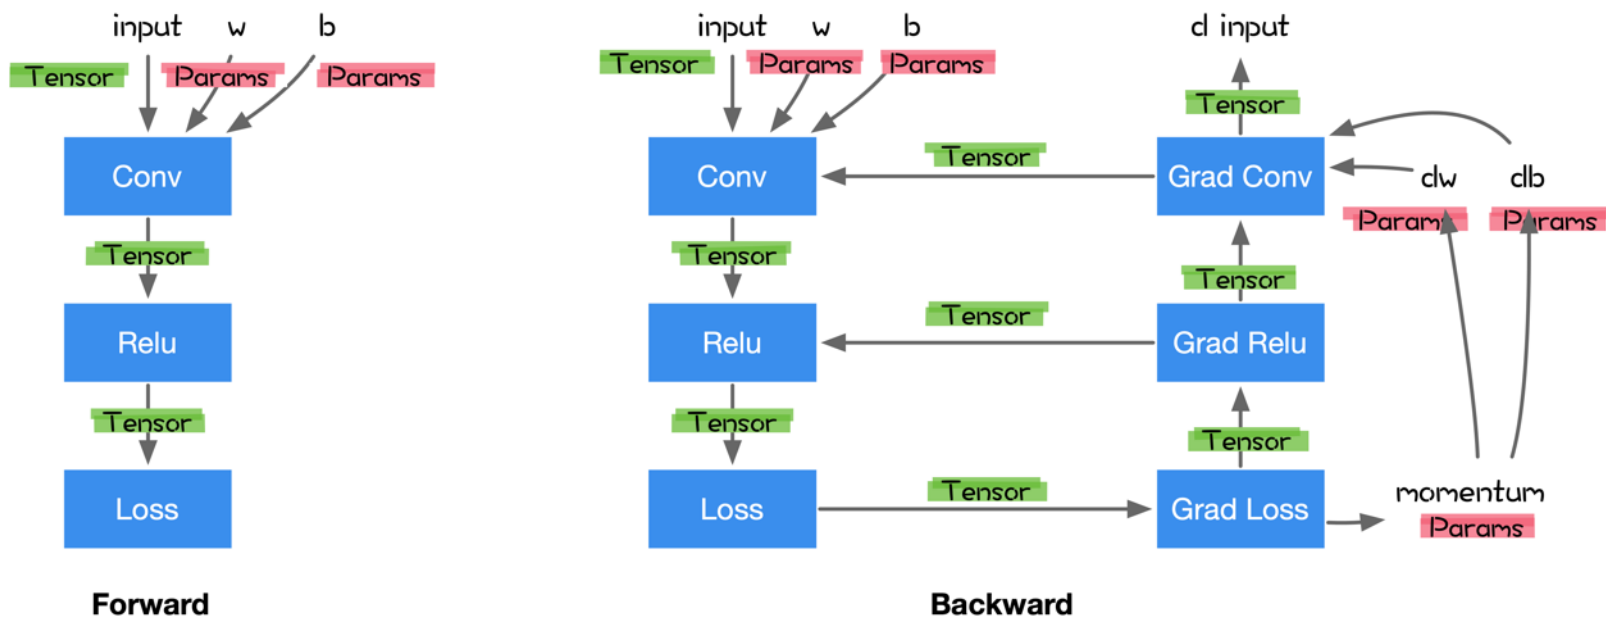 input w b
Tensor Params Params
Conv
Tensor
Relu
Tensor
Loss
Forward
input w b
Tensor Params Params
Conv
Tensor
Relu
Tensor
Loss
Tensor
Tensor
Tensor
d input
Tensor
Grad Conv
Tensor
Grad Relu
Tensor
Grad Loss
dw db
Params Params
momentum
Params
Backward